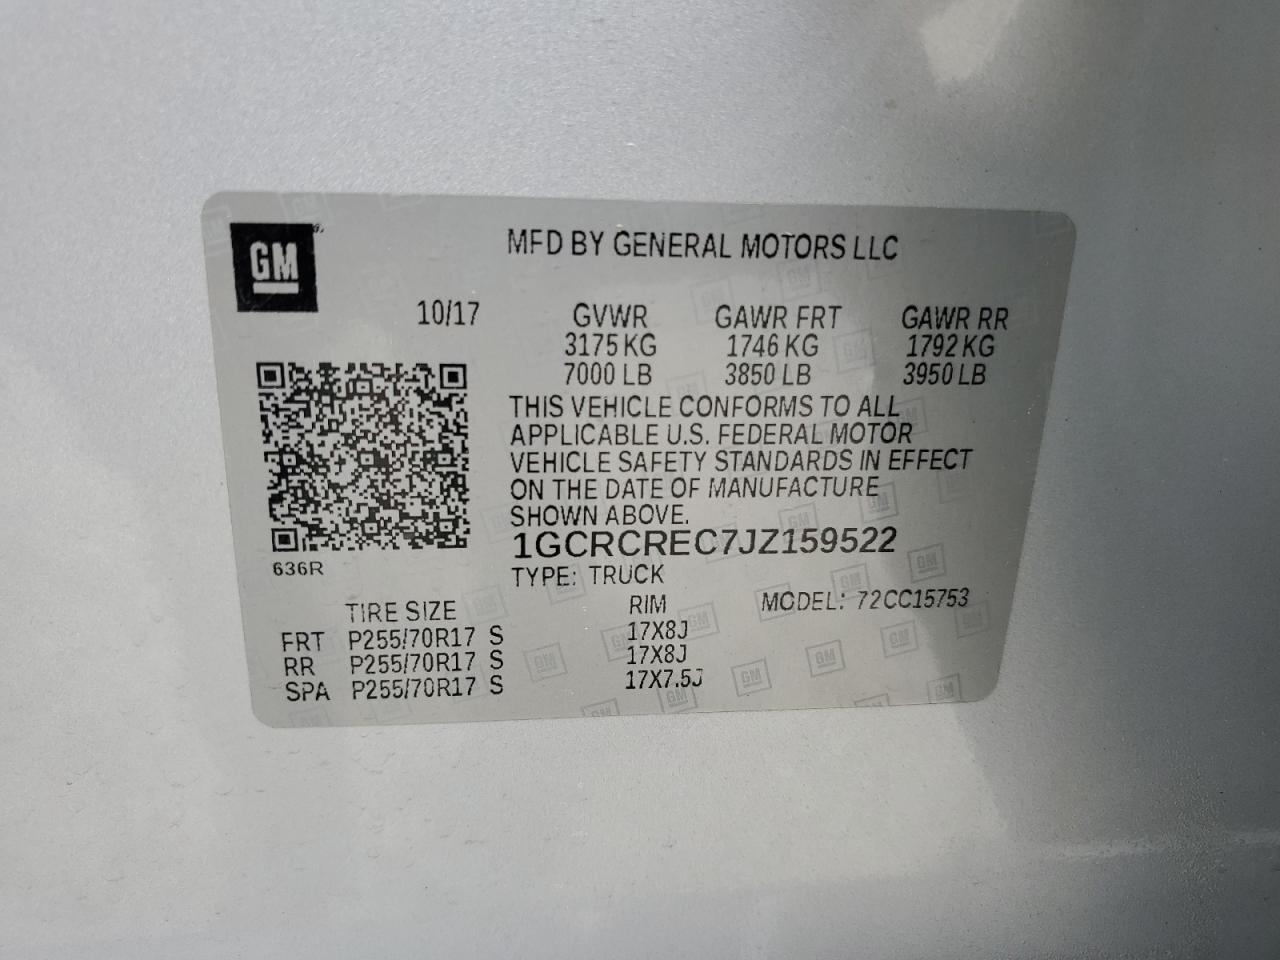 GM
MFD BY GENERAL MOTORS LLC
10/17 GVWR GAWR FRT GAWR RR
3175 KG 1746 KG 1792 KG
7000 LB 3850 LB 3950 LB
THIS VEHICLE CONFORMS TO ALL
APPLICABLE U.S. FEDERAL MOTOR
VEHICLE SAFETY STANDARDS IN EFFECT
ON THE DATE OF MANUFACTURE
SHOWN ABOVE.
1GCRCREC7JZ159522
636R
TYPE: TRUCK
MODEL: 72CC15753
TIRE SIZE RIM
FRT P255/70R17 S 17X8J
RR P255/70R17 S 17X8J
SPA P255/70R17 S 17X7.5J